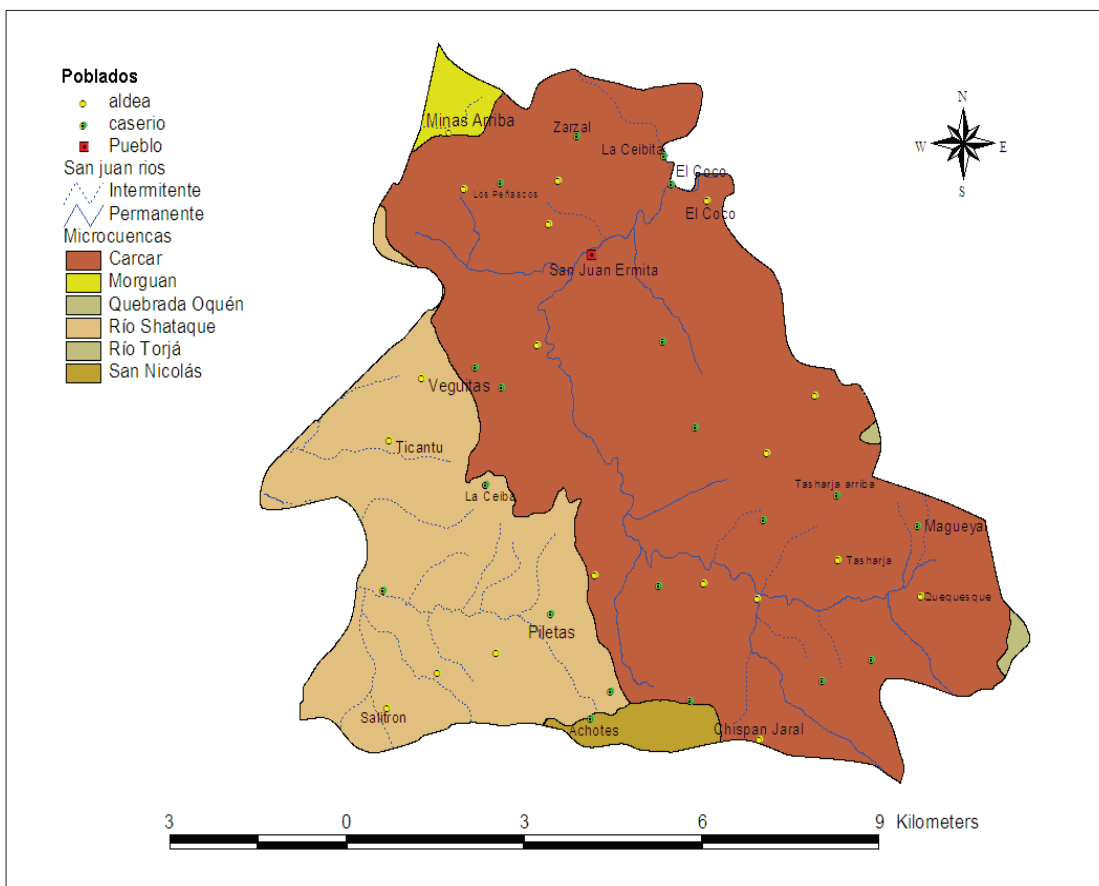 Poblados
aldea
caserio
Pueblo
San juan rios
Intermitente
Permanente
Microcuencas
Carcar
Morguan
Quebrada Oquén
Río Shataque
Río Torjá
San Nicolás
N
W E
S
Minas Arriba
Zarzal
La Ceibita
El Coco
Los Peñascos
El Coco
San Juan Ermita
Veguitas
Ticantu
La Ceiba
Tasharja arriba
Magueyal
Tasharja
Quequesque
Piletas
Salitron
Achotes
Chispan Jaral
3 0 3 6 9 Kilometers